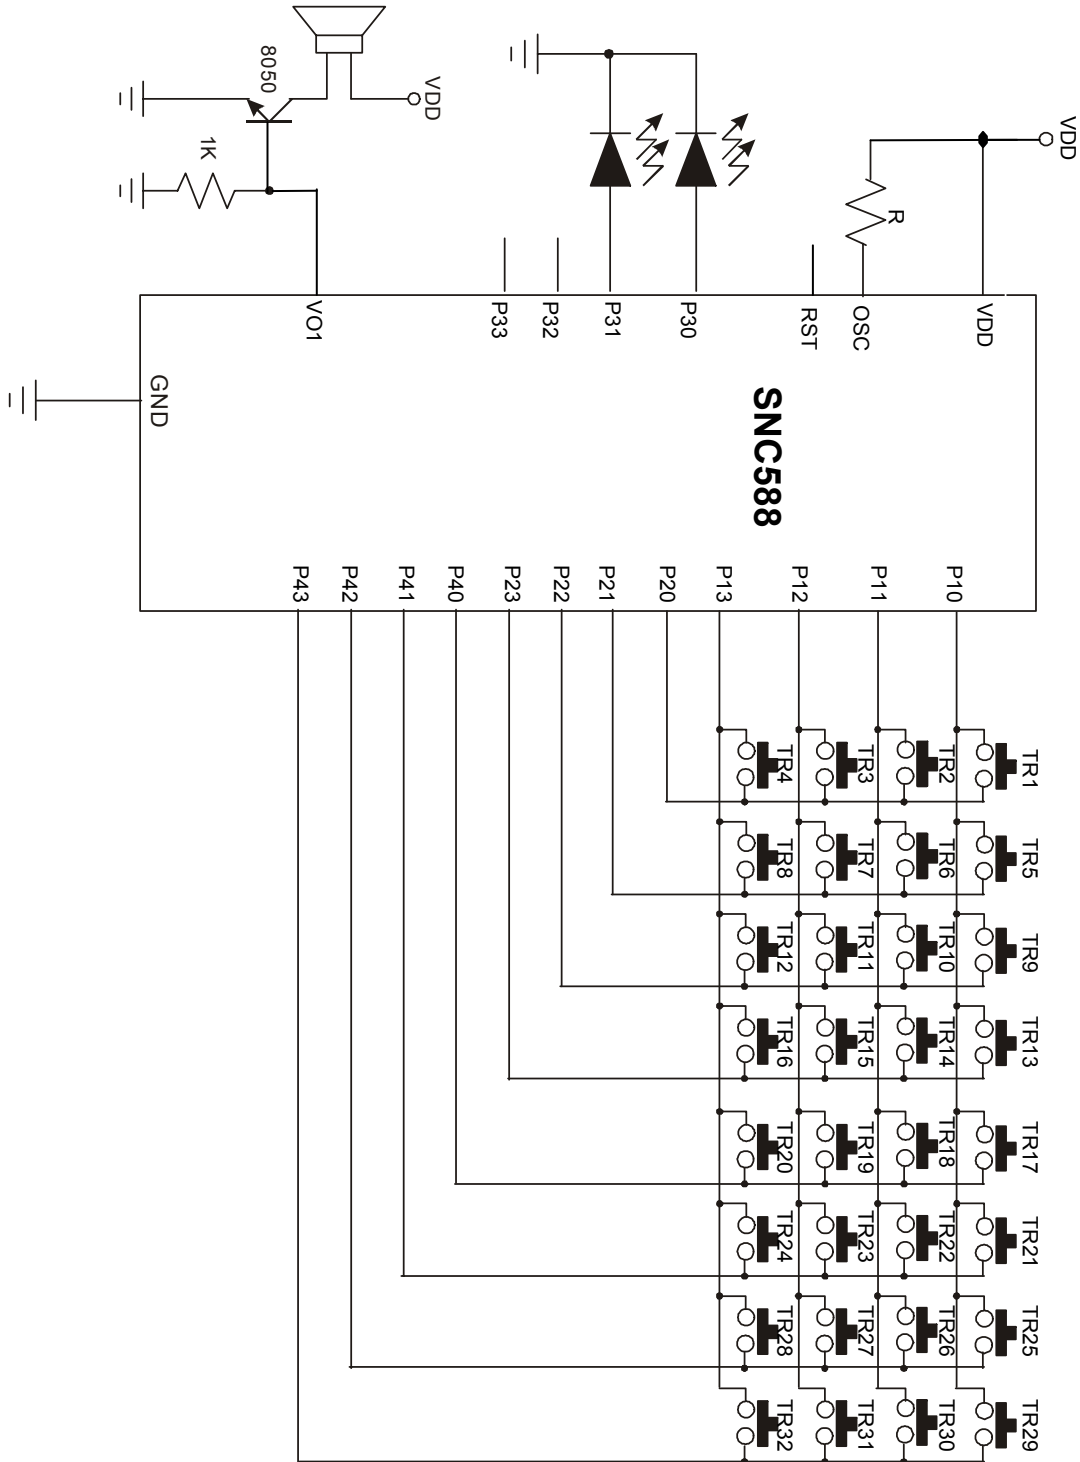 8050
VDD
1K
VDD
R
VO1
P33
P32
P31
P30
RST
OSC
VDD
GND
SNC588
P43
P42
P41
P40
P23
P22
P21
P20
P13
P12
P11
P10
TR4
TR3
TR2
TR1
TR8
TR7
TR6
TR5
TR12
TR11
TR10
TR9
TR16
TR15
TR14
TR13
TR20
TR19
TR18
TR17
TR24
TR23
TR22
TR21
TR28
TR27
TR26
TR25
TR32
TR31
TR30
TR29